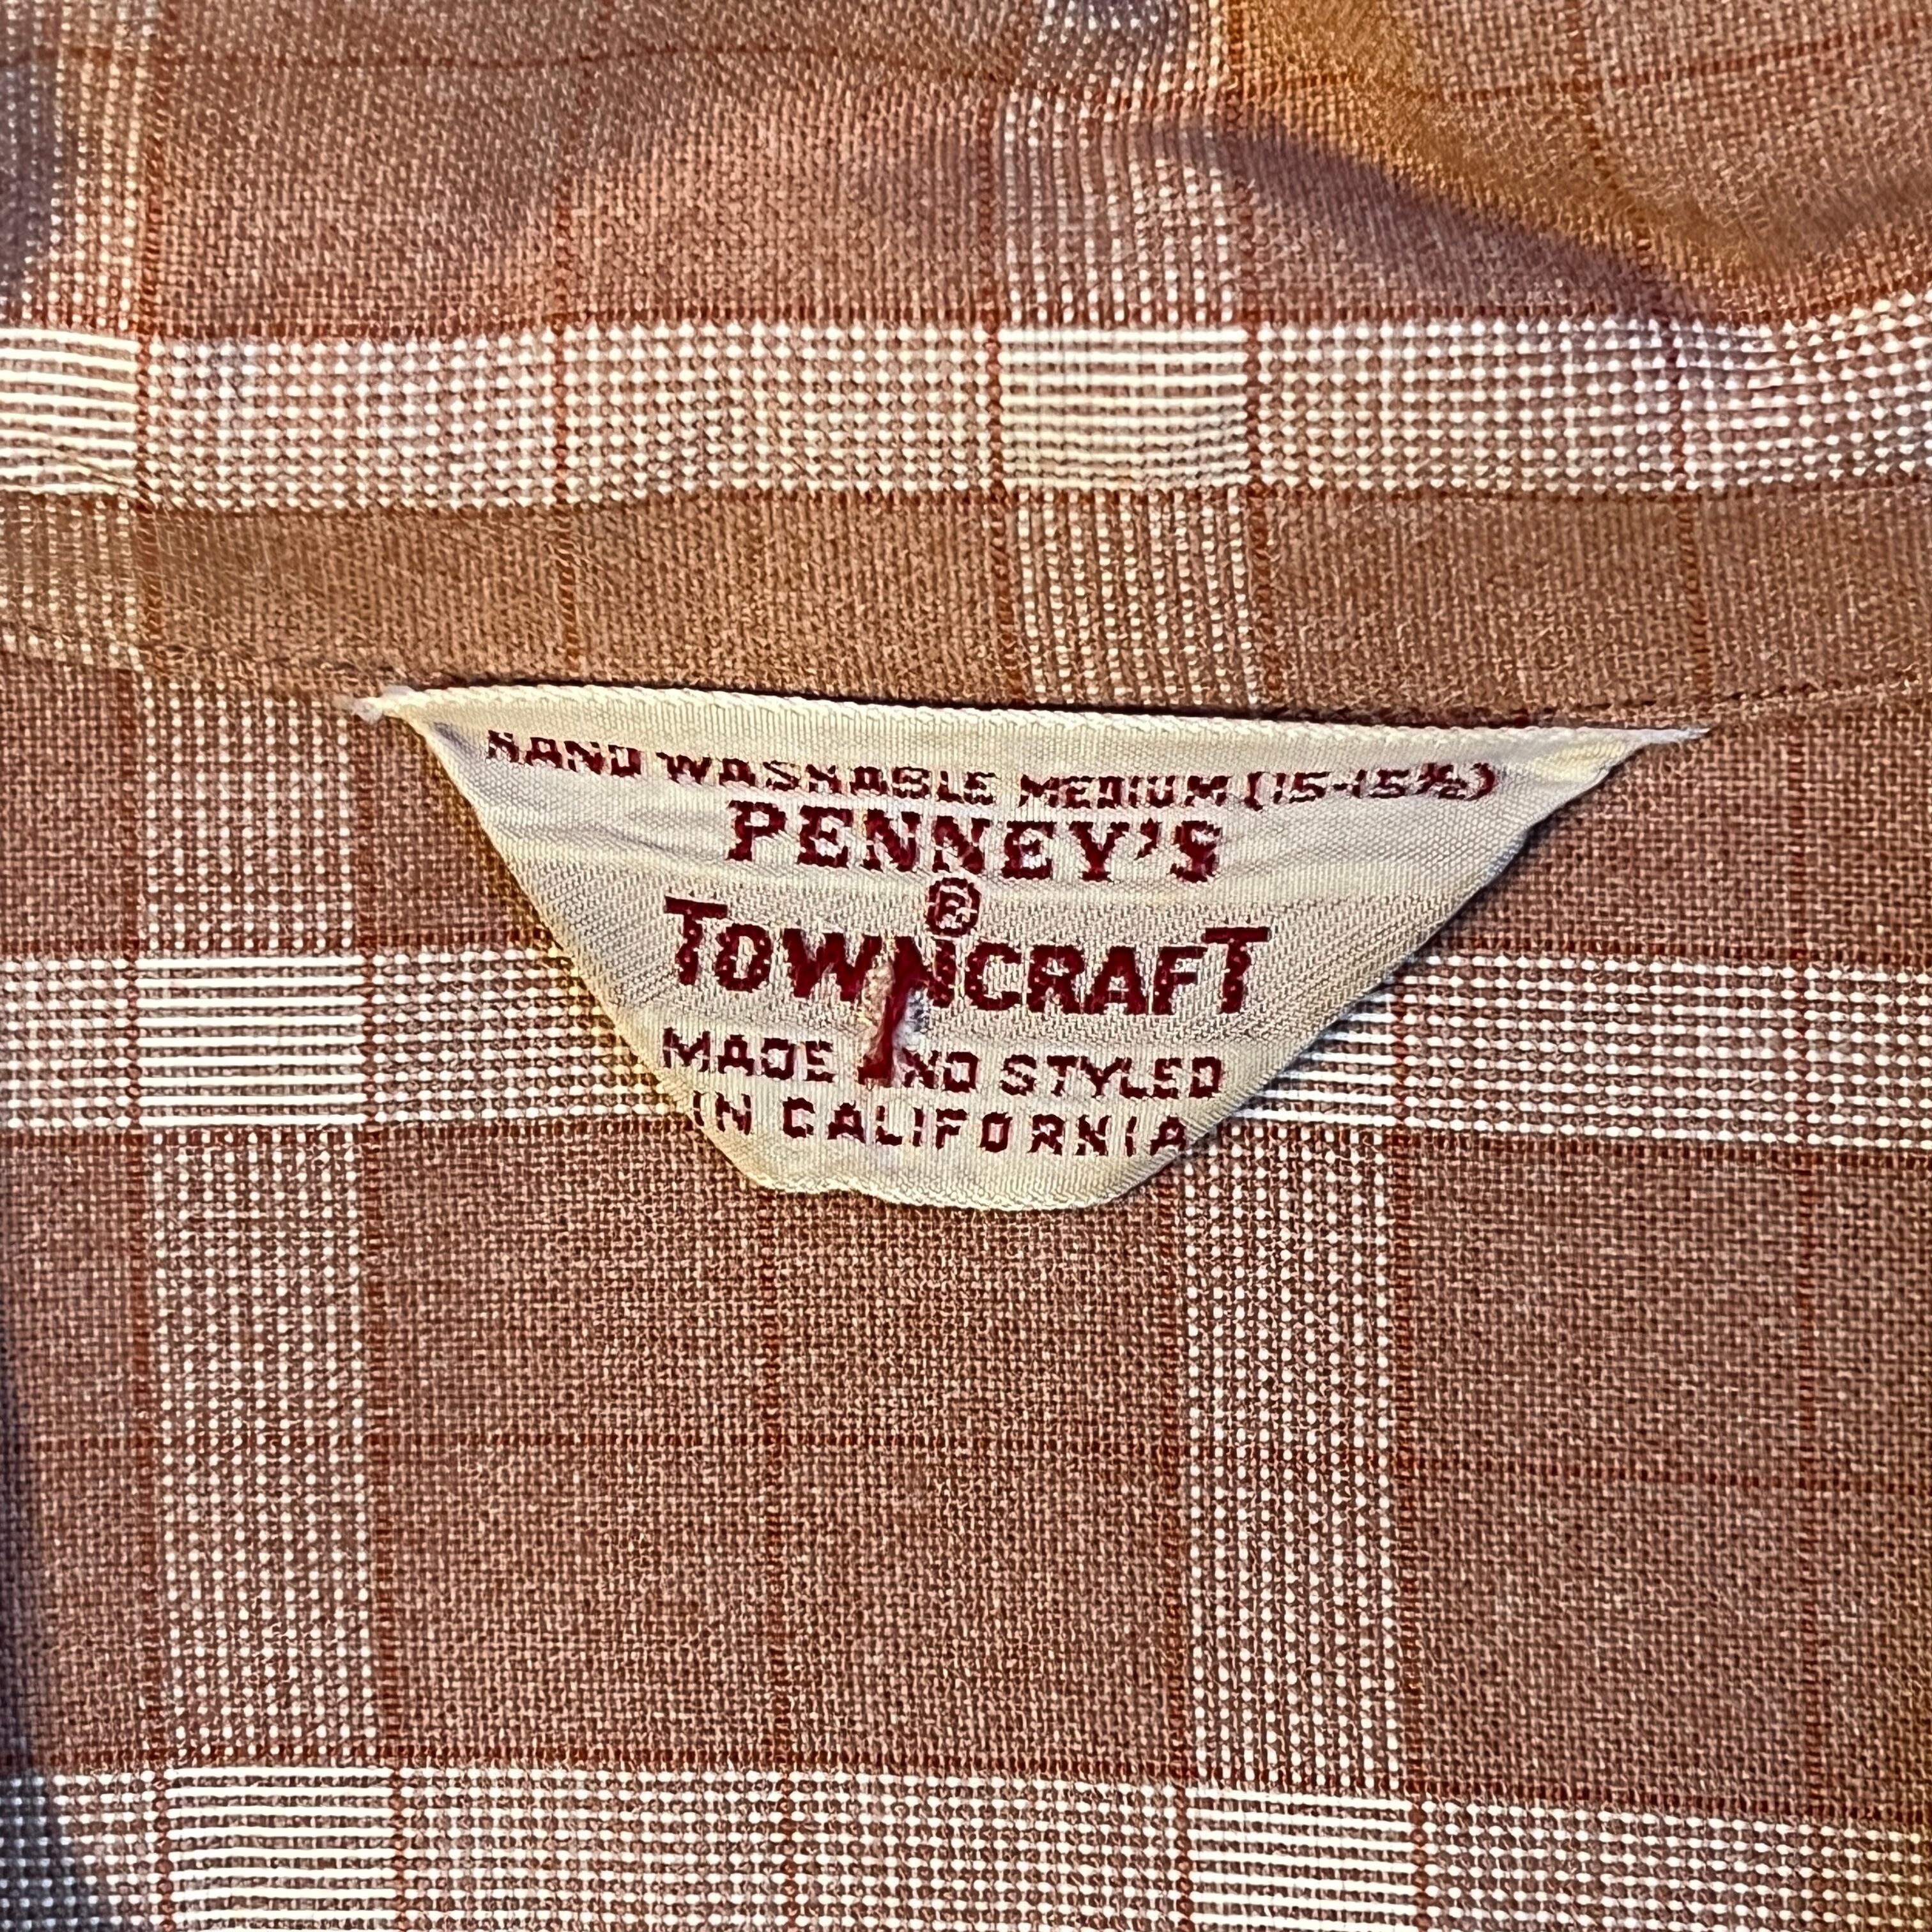 HAND WASHABLE MEDIUM (15-15½)
PENNEY'S
®
TOWNCRAFT
MADE AND STYLED
IN CALIFORNIA